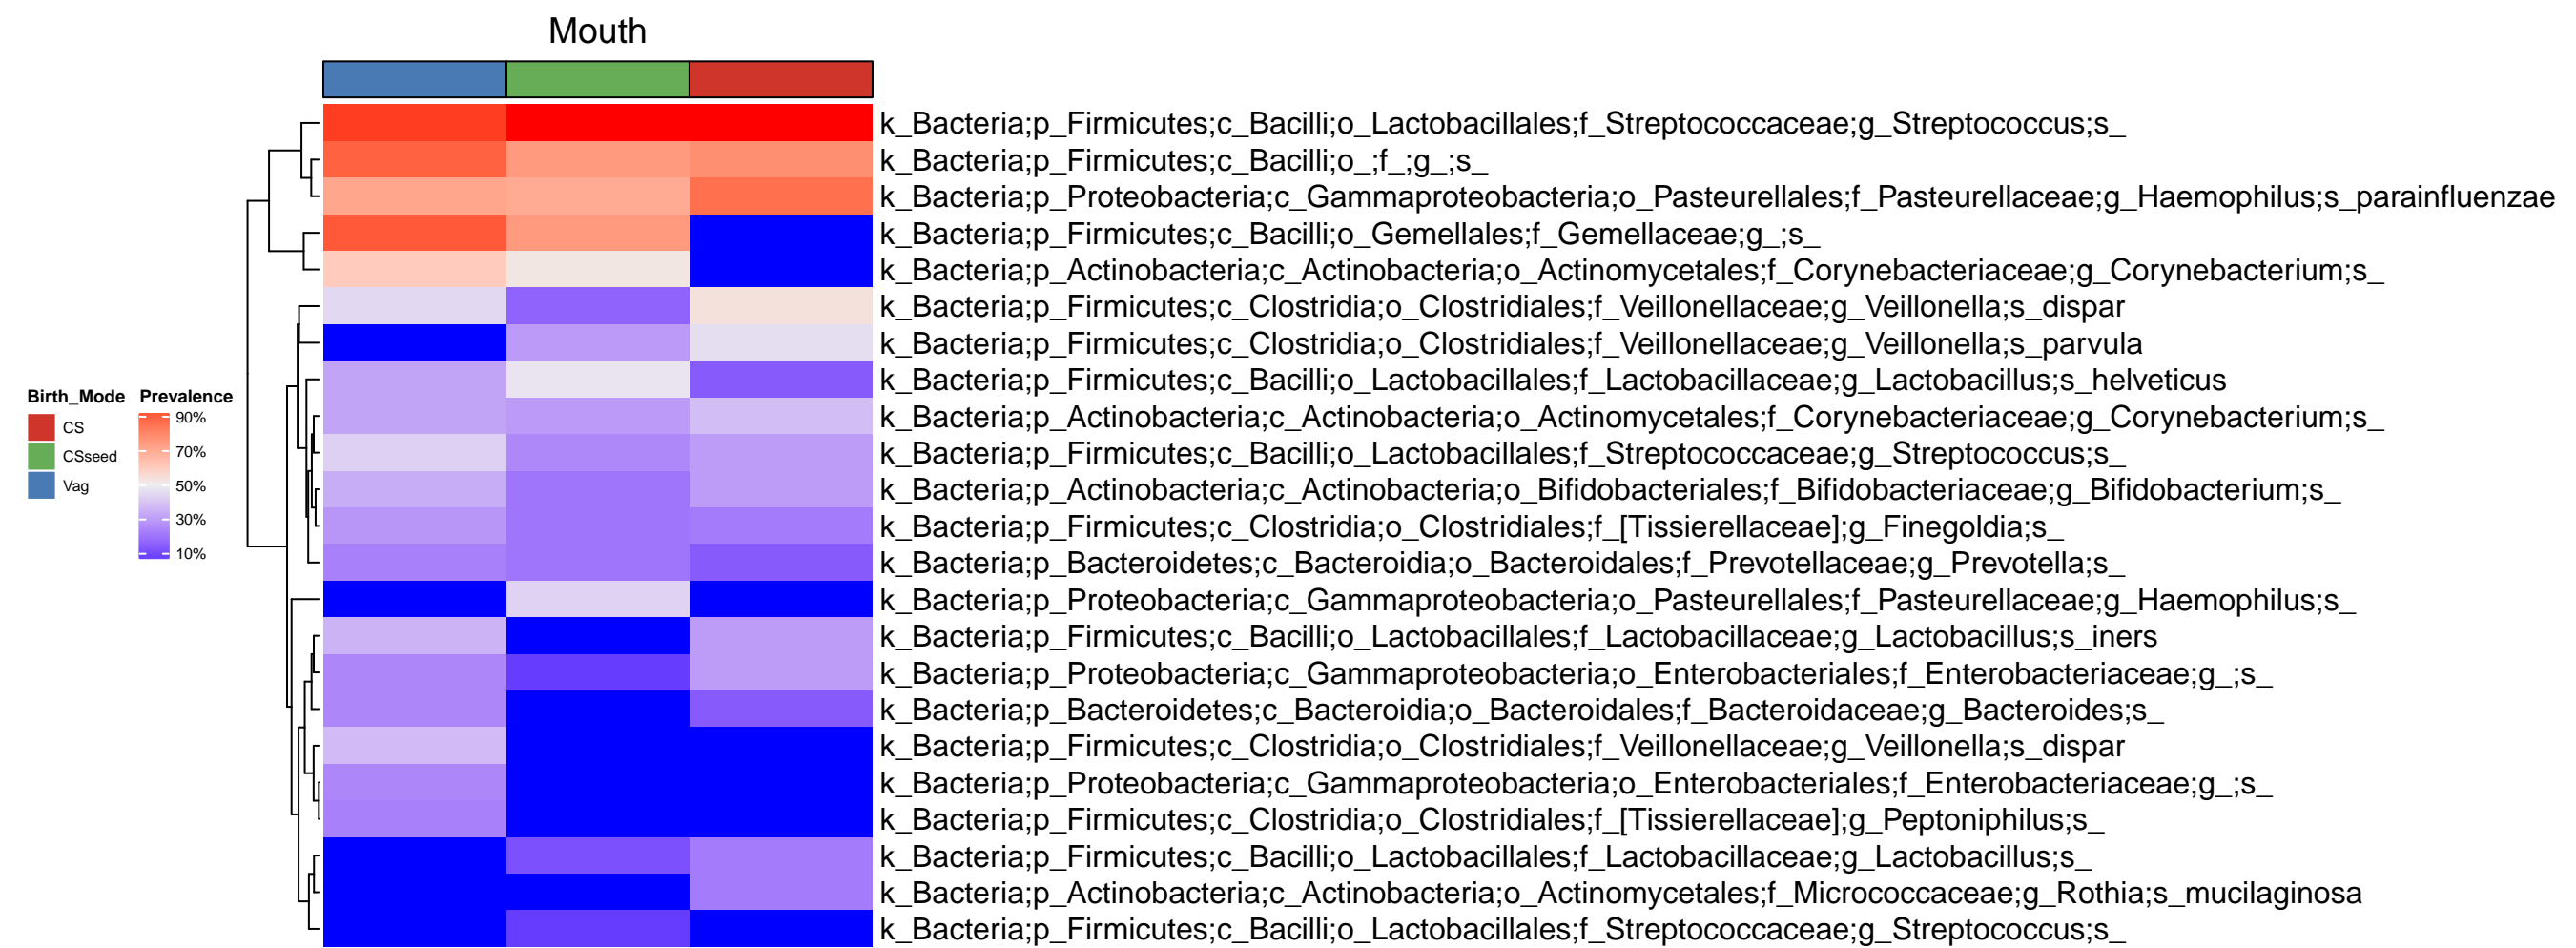 Mouth
k_Bacteria;p_Firmicutes;c_Bacilli;o_Lactobacillales;f_Streptococcaceae;g_Streptococcus;s_
k_Bacteria;p_Firmicutes;c_Bacilli;o_;f_;g_;s_
k_Bacteria;p_Proteobacteria;c_Gammaproteobacteria;o_Pasteurellales;f_Pasteurellaceae;g_Haemophilus;s_parainfluenzae
k_Bacteria;p_Firmicutes;c_Bacilli;o_Gemellales;f_Gemellaceae;g_;s_
k_Bacteria;p_Actinobacteria;c_Actinobacteria;o_Actinomycetales;f_Corynebacteriaceae;g_Corynebacterium;s_
k_Bacteria;p_Firmicutes;c_Clostridia;o_Clostridiales;f_Veillonellaceae;g_Veillonella;s_dispar
k_Bacteria;p_Firmicutes;c_Clostridia;o_Clostridiales;f_Veillonellaceae;g_Veillonella;s_parvula
k_Bacteria;p_Firmicutes;c_Bacilli;o_Lactobacillales;f_Lactobacillaceae;g_Lactobacillus;s_helveticus
k_Bacteria;p_Actinobacteria;c_Actinobacteria;o_Actinomycetales;f_Corynebacteriaceae;g_Corynebacterium;s_
k_Bacteria;p_Firmicutes;c_Bacilli;o_Lactobacillales;f_Streptococcaceae;g_Streptococcus;s_
k_Bacteria;p_Actinobacteria;c_Actinobacteria;o_Bifidobacteriales;f_Bifidobacteriaceae;g_Bifidobacterium;s_
k_Bacteria;p_Firmicutes;c_Clostridia;o_Clostridiales;f_[Tissierellaceae];g_Finegoldia;s_
k_Bacteria;p_Bacteroidetes;c_Bacteroidia;o_Bacteroidales;f_Prevotellaceae;g_Prevotella;s_
k_Bacteria;p_Proteobacteria;c_Gammaproteobacteria;o_Pasteurellales;f_Pasteurellaceae;g_Haemophilus;s_
k_Bacteria;p_Firmicutes;c_Bacilli;o_Lactobacillales;f_Lactobacillaceae;g_Lactobacillus;s_iners
k_Bacteria;p_Proteobacteria;c_Gammaproteobacteria;o_Enterobacteriales;f_Enterobacteriaceae;g_;s_
k_Bacteria;p_Bacteroidetes;c_Bacteroidia;o_Bacteroidales;f_Bacteroidaceae;g_Bacteroides;s_
k_Bacteria;p_Firmicutes;c_Clostridia;o_Clostridiales;f_Veillonellaceae;g_Veillonella;s_dispar
k_Bacteria;p_Proteobacteria;c_Gammaproteobacteria;o_Enterobacteriales;f_Enterobacteriaceae;g_;s_
k_Bacteria;p_Firmicutes;c_Clostridia;o_Clostridiales;f_[Tissierellaceae];g_Peptoniphilus;s_
k_Bacteria;p_Firmicutes;c_Bacilli;o_Lactobacillales;f_Lactobacillaceae;g_Lactobacillus;s_
k_Bacteria;p_Actinobacteria;c_Actinobacteria;o_Actinomycetales;f_Micrococcaceae;g_Rothia;s_mucilaginosa
k_Bacteria;p_Firmicutes;c_Bacilli;o_Lactobacillales;f_Streptococcaceae;g_Streptococcus;s_
Birth_Mode
CS
CSseed
Vag
Prevalence
90%
70%
50%
30%
10%